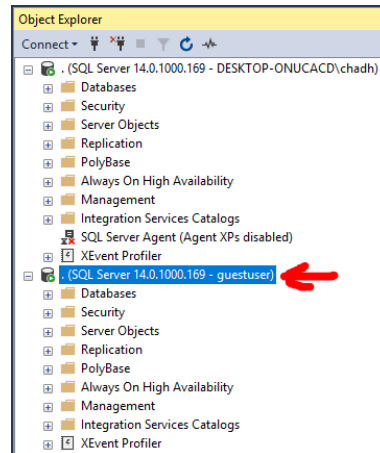 Object Explorer
Connect
. (SQL Server 14.0.1000.169 - DESKTOP-ONUCACD\chadh)
Databases
Security
Server Objects
Replication
PolyBase
Always On High Availability
Management
Integration Services Catalogs
SQL Server Agent (Agent XPs disabled)
XEvent Profiler
. (SQL Server 14.0.1000.169 - guestuser)
Databases
Security
Server Objects
Replication
PolyBase
Always On High Availability
Management
Integration Services Catalogs
XEvent Profiler